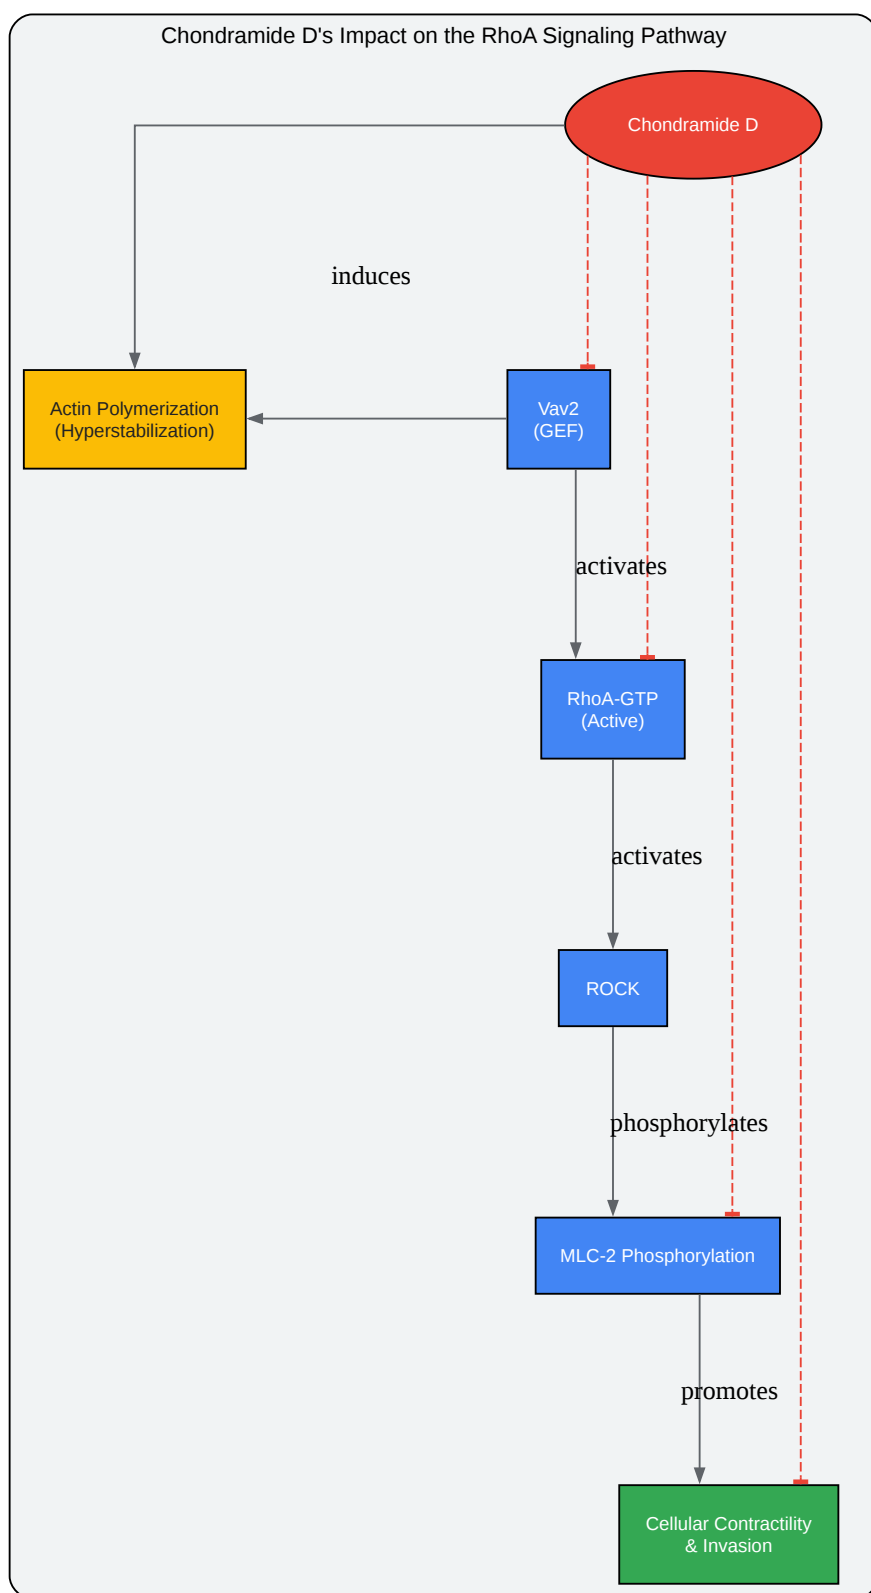 Chondramide D's Impact on the RhoA Signaling Pathway
Chondramide D
induces
Actin Polymerization
(Hyperstabilization)
Vav2
(GEF)
activates
RhoA-GTP
(Active)
activates
ROCK
phosphorylates
MLC-2 Phosphorylation
promotes
Cellular Contractility
& Invasion